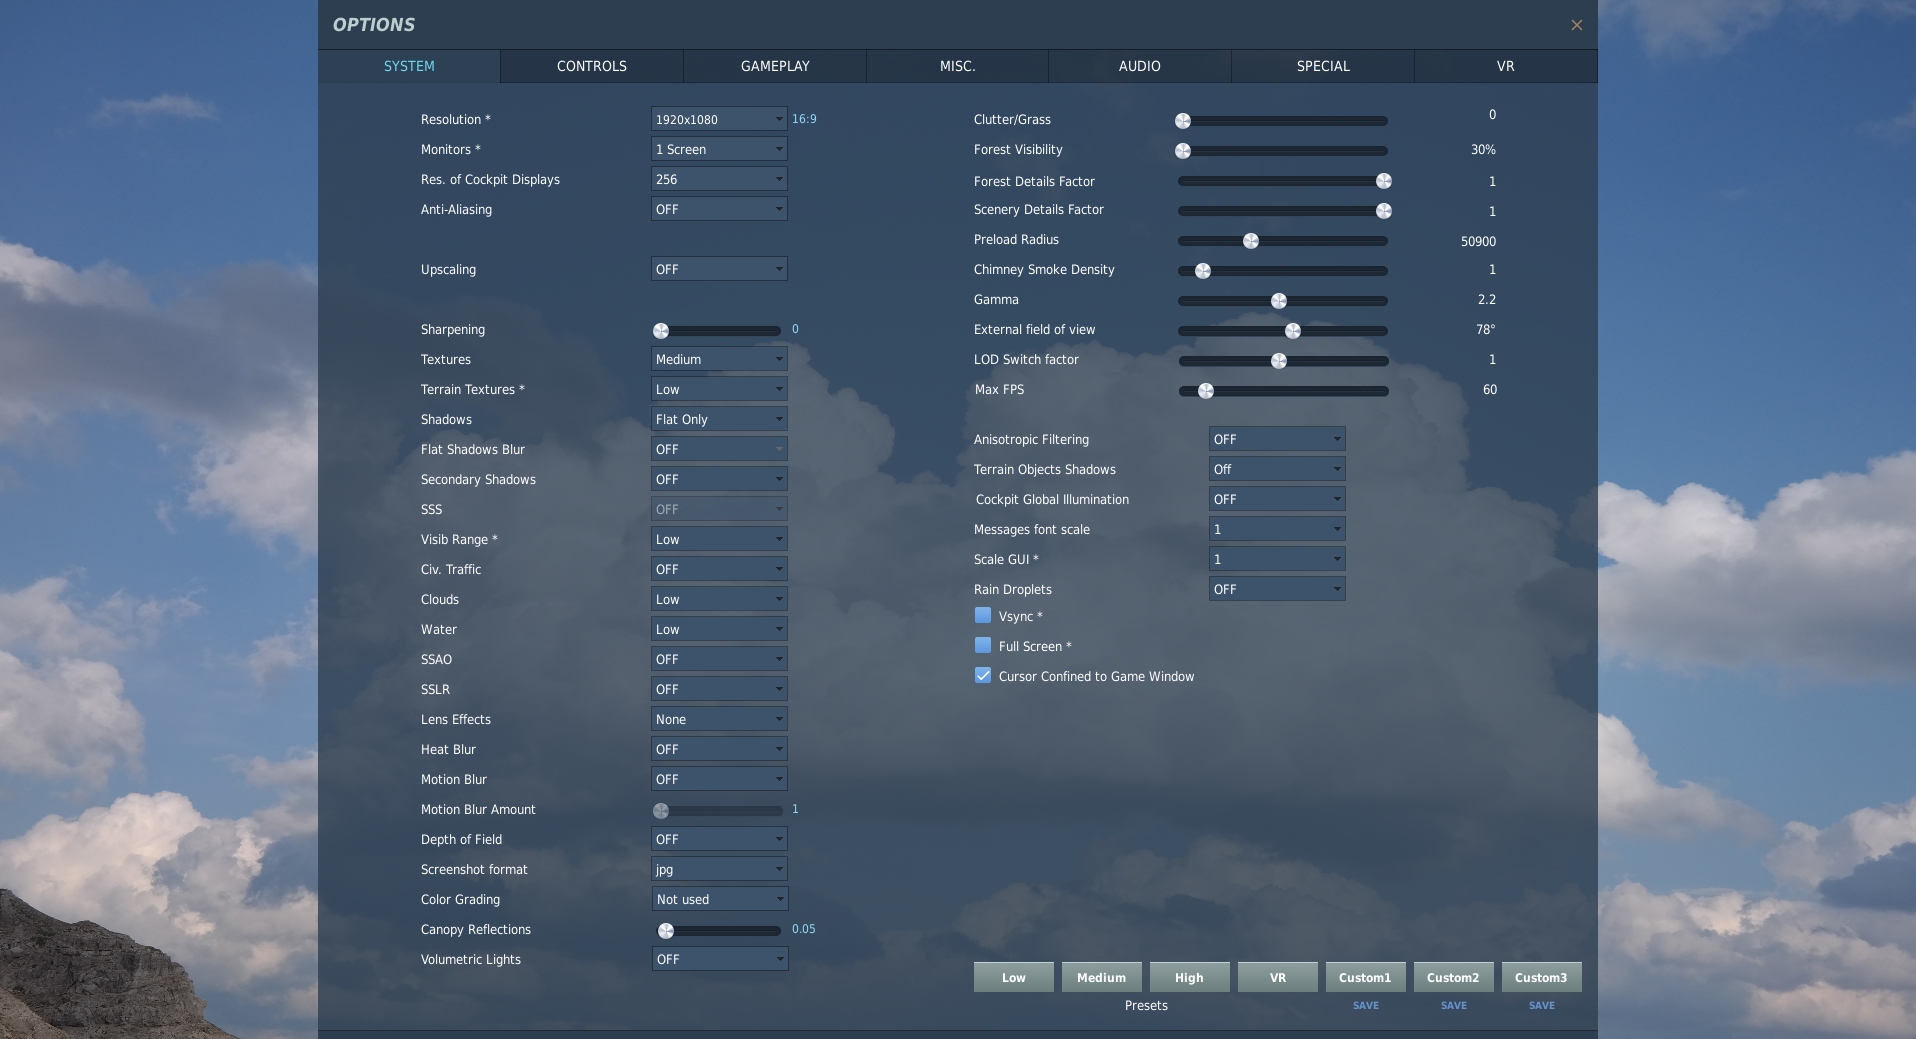 OPTIONS
SYSTEM CONTROLS GAMEPLAY MISC. AUDIO SPECIAL VR
Resolution * 1920x1080 16:9
Monitors * 1 Screen
Res. of Cockpit Displays 256
Anti-Aliasing OFF
Upscaling OFF
Sharpening 0
Textures Medium
Terrain Textures * Low
Shadows Flat Only
Flat Shadows Blur OFF
Secondary Shadows OFF
SSS OFF
Visib Range * Low
Civ. Traffic OFF
Clouds Low
Water Low
SSAO OFF
SSLR OFF
Lens Effects None
Heat Blur OFF
Motion Blur OFF
Motion Blur Amount 1
Depth of Field OFF
Screenshot format jpg
Color Grading Not used
Canopy Reflections 0.05
Volumetric Lights OFF
Clutter/Grass 0
Forest Visibility 30%
Forest Details Factor 1
Scenery Details Factor 1
Preload Radius 50900
Chimney Smoke Density 1
Gamma 2.2
External field of view 78°
LOD Switch factor 1
Max FPS 60
Anisotropic Filtering OFF
Terrain Objects Shadows Off
Cockpit Global Illumination OFF
Messages font scale 1
Scale GUI * 1
Rain Droplets OFF
Vsync *
Full Screen *
Cursor Confined to Game Window
Low Medium High VR Custom1 Custom2 Custom3
Presets SAVE SAVE SAVE